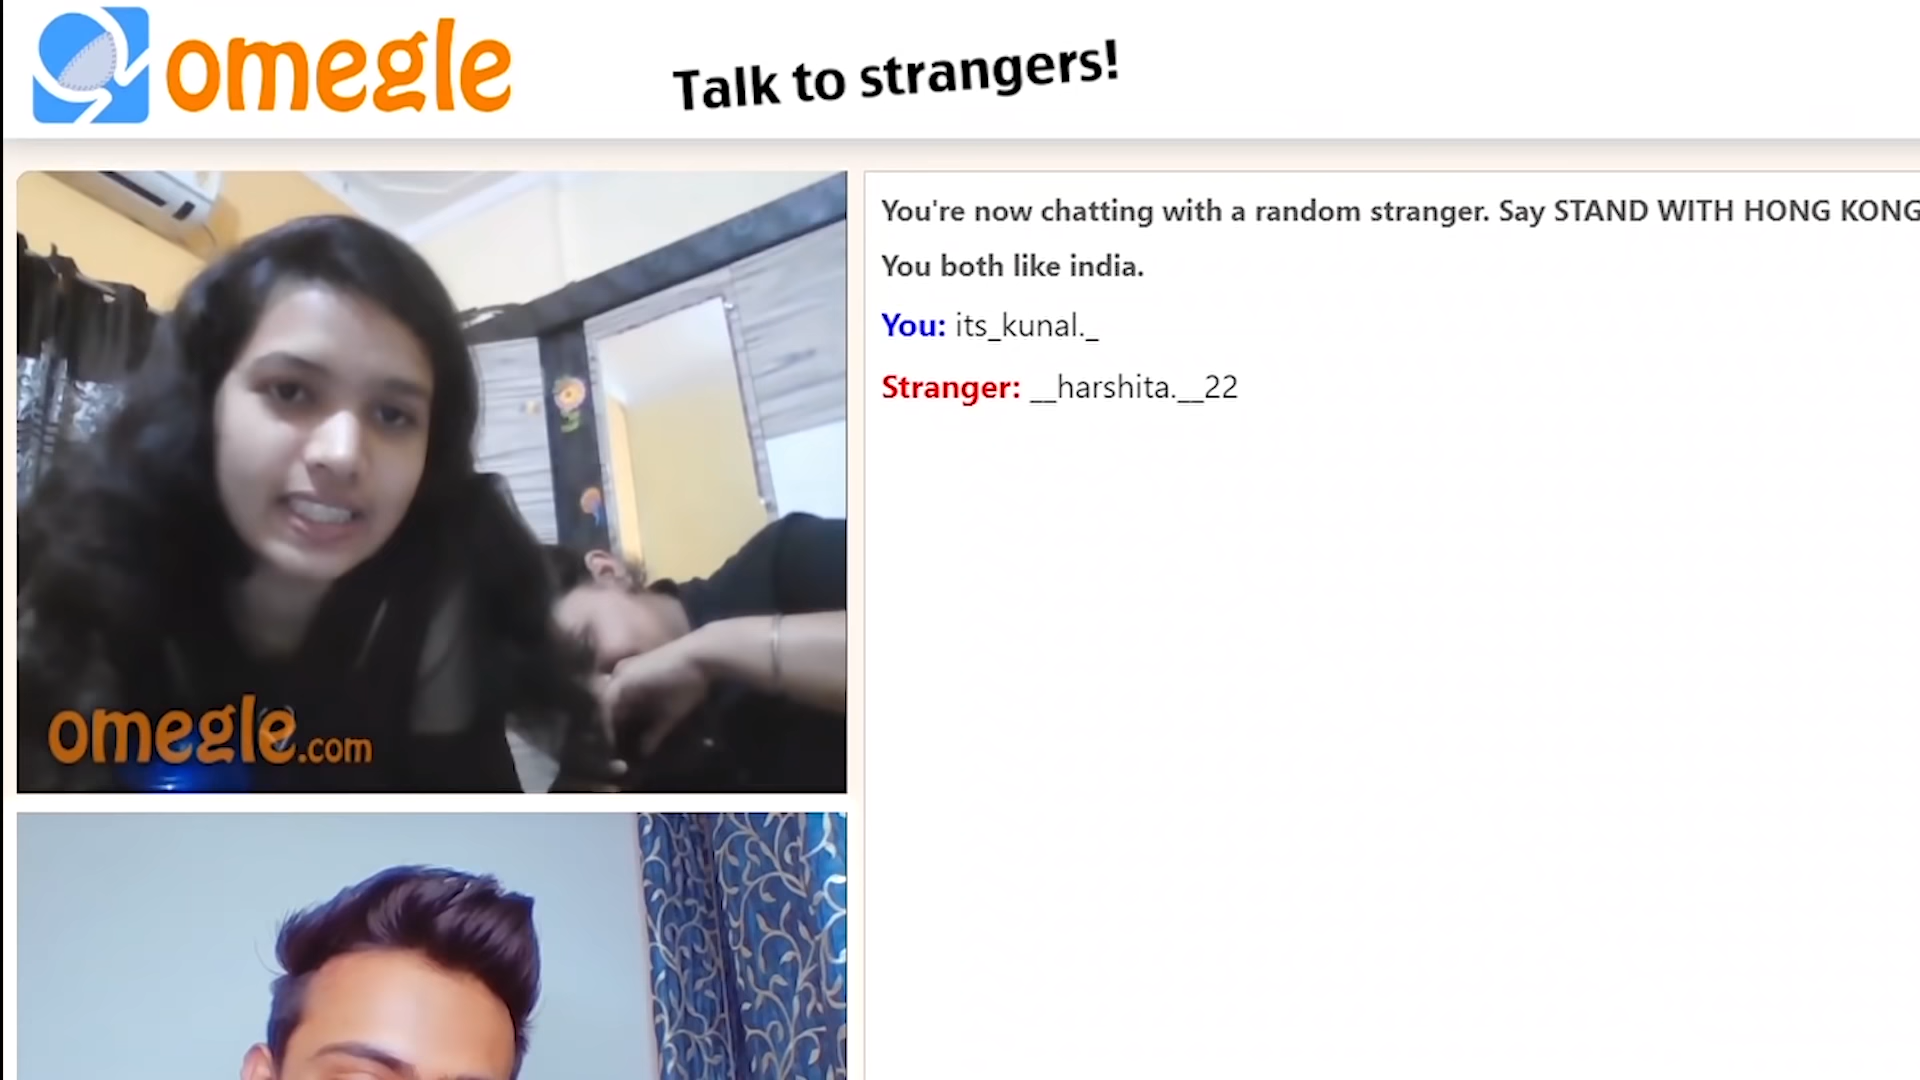 omegle
Talk to strangers!
You're now chatting with a random stranger. Say STAND WITH HONG KONG
You both like india.
You: its_kunal._
Stranger: __harshita.__22
omegle.com